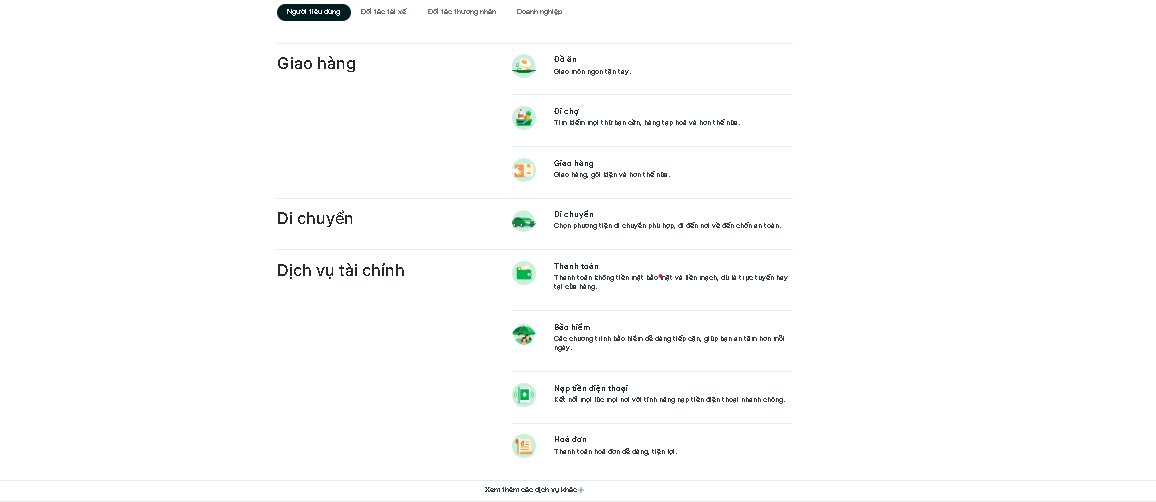 Người tiêu dùng
Đối tác tài xế
Đối tác thương nhân
Doanh nghiệp
Giao hàng
Đồ ăn
Giao món ngon tận tay.
Đi chợ
Tìm kiếm mọi thứ bạn cần, hàng tạp hoá và hơn thế nữa.
Giao hàng
Giao hàng, gói kiện và hơn thế nữa.
Di chuyển
Di chuyển
Chọn phương tiện di chuyển phù hợp, đi đến nơi về đến chốn an toàn.
Dịch vụ tài chính
Thanh toán
Thanh toán không tiền mặt bảo mật và liền mạch, dù là trực tuyến hay
tại cửa hàng.
Bảo hiểm
Các chương trình bảo hiểm dễ dàng tiếp cận, giúp bạn an tâm hơn mỗi
ngày.
Nạp tiền điện thoại
Kết nối mọi lúc mọi nơi với tính năng nạp tiền điện thoại nhanh chóng.
Hoá đơn
Thanh toán hoá đơn dễ dàng, tiện lợi.
Xem thêm các dịch vụ khác +